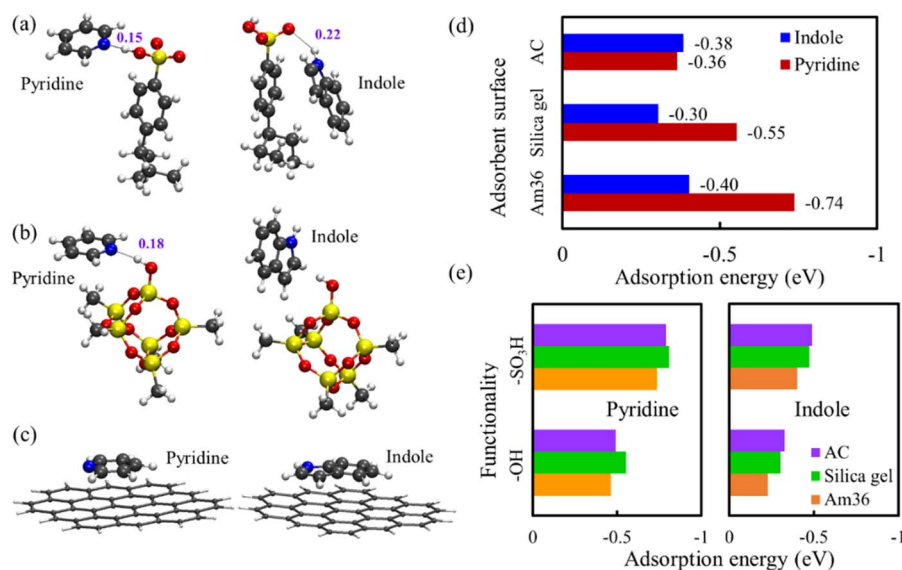 (a)
0.15
Pyridine
0.22
Indole
(b)
0.18
Pyridine
Indole
(c)
Pyridine
Indole
(d)
Adsorbent surface
AC
Silica gel
Am36
-0.38
-0.36
-0.30
-0.55
-0.40
-0.74
Indole
Pyridine
0
-0.5
-1
Adsorption energy (eV)
(e)
Functionality
-SO₃H
-OH
Pyridine
Indole
AC
Silica gel
Am36
0
-0.5
-1
0
-0.5
-1
Adsorption energy (eV)